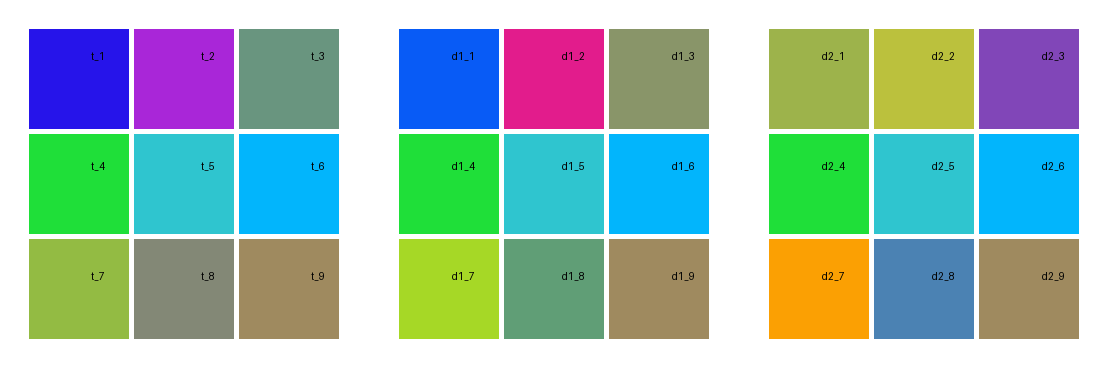 t_1 t_2 t_3 d1_1 d1_2 d1_3 d2_1 d2_2 d2_3
t_4 t_5 t_6 d1_4 d1_5 d1_6 d2_4 d2_5 d2_6
t_7 t_8 t_9 d1_7 d1_8 d1_9 d2_7 d2_8 d2_9